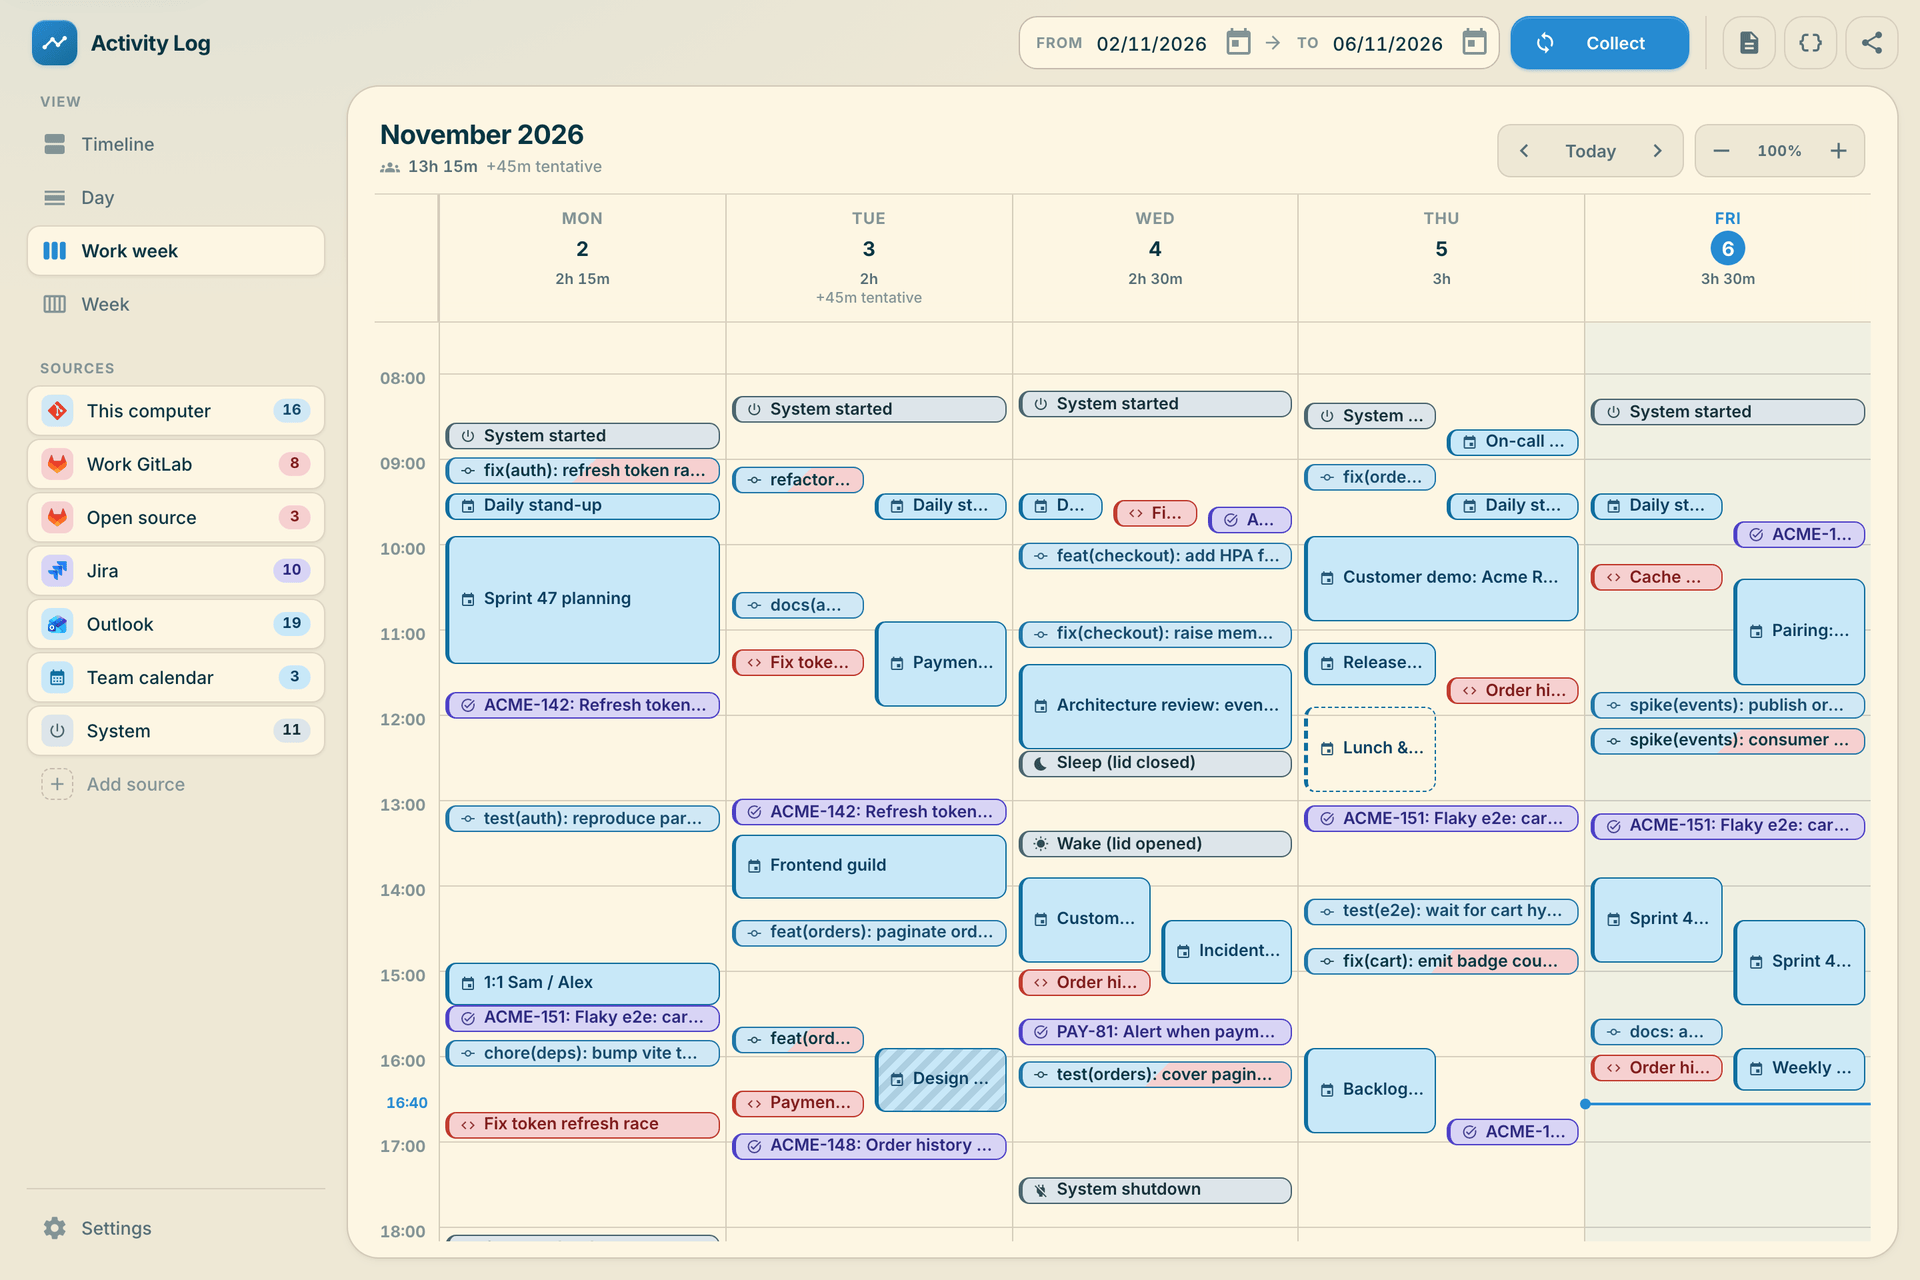 Activity Log
FROM 02/11/2026 → TO 06/11/2026
Collect
VIEW
Timeline
Day
Work week
Week
SOURCES
This computer 16
Work GitLab 8
Open source 3
Jira 10
Outlook 19
Team calendar 3
System 11
Add source
Settings
November 2026
13h 15m +45m tentative
Today
100%
MON
2
2h 15m
TUE
3
2h
+45m tentative
WED
4
2h 30m
THU
5
3h
FRI
6
3h 30m
08:00
09:00
10:00
11:00
12:00
13:00
14:00
15:00
16:00
16:40
17:00
18:00
System started
fix(auth): refresh token ra...
Daily stand-up
Sprint 47 planning
ACME-142: Refresh token...
test(auth): reproduce par...
1:1 Sam / Alex
ACME-151: Flaky e2e: car...
chore(deps): bump vite t...
Fix token refresh race
System started
refactor...
Daily st...
docs(a...
Paymen...
Fix toke...
ACME-142: Refresh token...
Frontend guild
feat(orders): paginate ord...
feat(ord...
Design ...
Paymen...
ACME-148: Order history ...
System started
D...
Fi...
A...
feat(checkout): add HPA f...
fix(checkout): raise mem...
Architecture review: even...
Sleep (lid closed)
Wake (lid opened)
Custom...
Incident...
Order hi...
PAY-81: Alert when paym...
test(orders): cover pagin...
System shutdown
System ...
On-call ...
fix(orde...
Daily st...
Customer demo: Acme R...
Release...
Order hi...
Lunch &...
ACME-151: Flaky e2e: car...
test(e2e): wait for cart hy...
fix(cart): emit badge cou...
Backlog...
ACME-1...
System started
Daily st...
ACME-1...
Cache ...
Pairing:...
spike(events): publish or...
spike(events): consumer ...
ACME-151: Flaky e2e: car...
Sprint 4...
Sprint 4...
docs: a...
Order hi...
Weekly ...